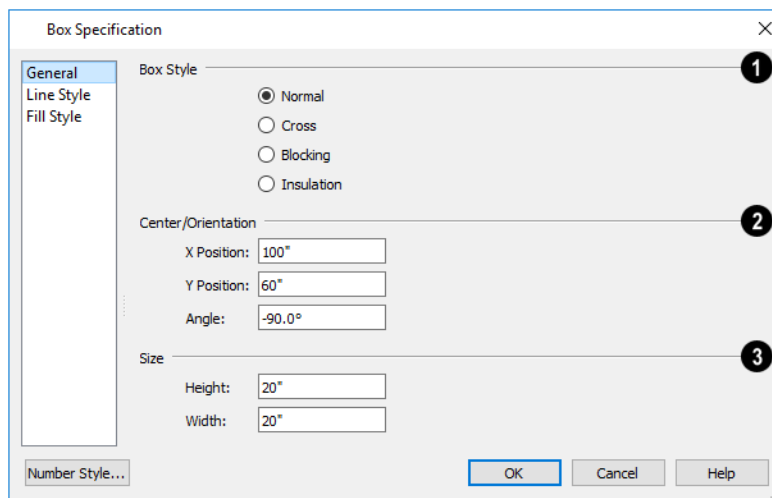 Box Specification
General
Line Style
Fill Style
Box Style
1
Normal
Cross
Blocking
Insulation
Center/Orientation
2
X Position: 100"
Y Position: 60"
Angle: -90.0°
Size
3
Height: 20"
Width: 20"
Number Style...
OK
Cancel
Help